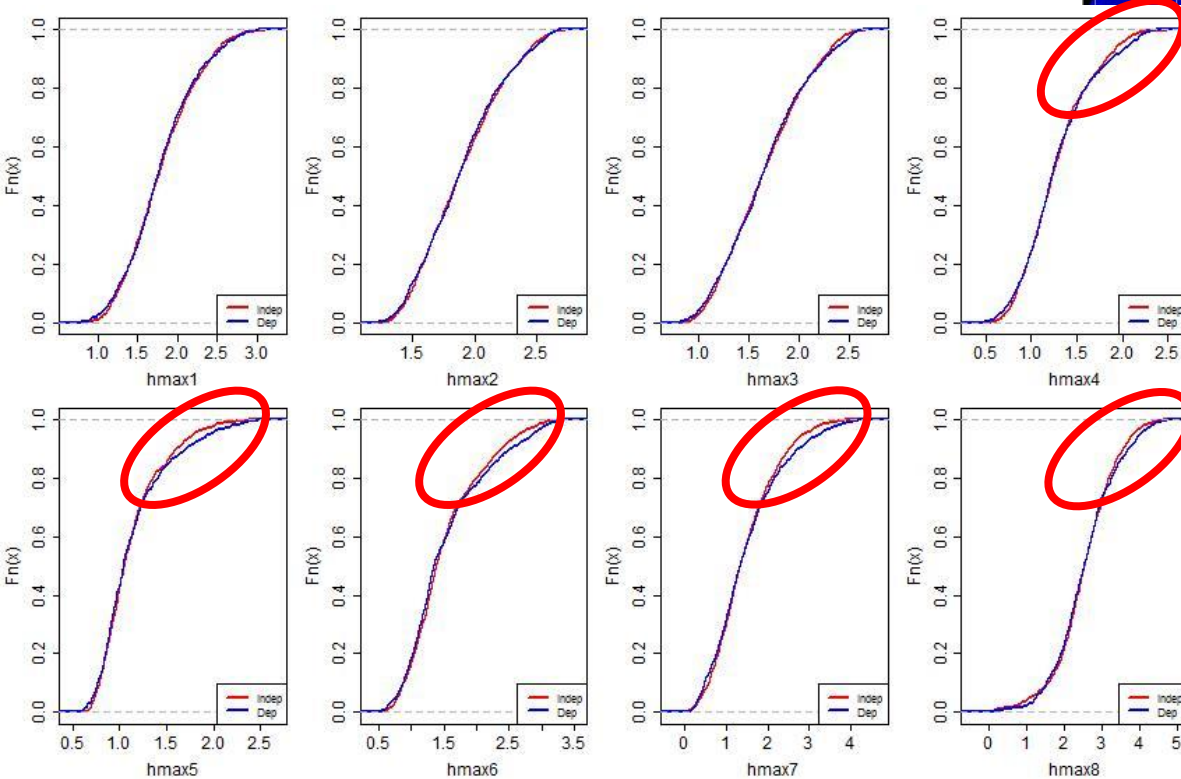 Fn(x)
1.0
0.8
0.6
0.4
0.2
0.0
Indep
Dep
1.0 1.5 2.0 2.5 3.0
hmax1
Fn(x)
1.0
0.8
0.6
0.4
0.2
0.0
Indep
Dep
1.5 2.0 2.5
hmax2
Fn(x)
1.0
0.8
0.6
0.4
0.2
0.0
Indep
Dep
1.0 1.5 2.0 2.5
hmax3
Fn(x)
1.0
0.8
0.6
0.4
0.2
0.0
Indep
Dep
0.5 1.0 1.5 2.0 2.5
hmax4
Fn(x)
1.0
0.8
0.6
0.4
0.2
0.0
Indep
Dep
0.5 1.0 1.5 2.0 2.5
hmax5
Fn(x)
1.0
0.8
0.6
0.4
0.2
0.0
Indep
Dep
0.5 1.5 2.5 3.5
hmax6
Fn(x)
1.0
0.8
0.6
0.4
0.2
0.0
Indep
Dep
0 1 2 3 4
hmax7
Fn(x)
1.0
0.8
0.6
0.4
0.2
0.0
Indep
Dep
0 1 2 3 4 5
hmax8